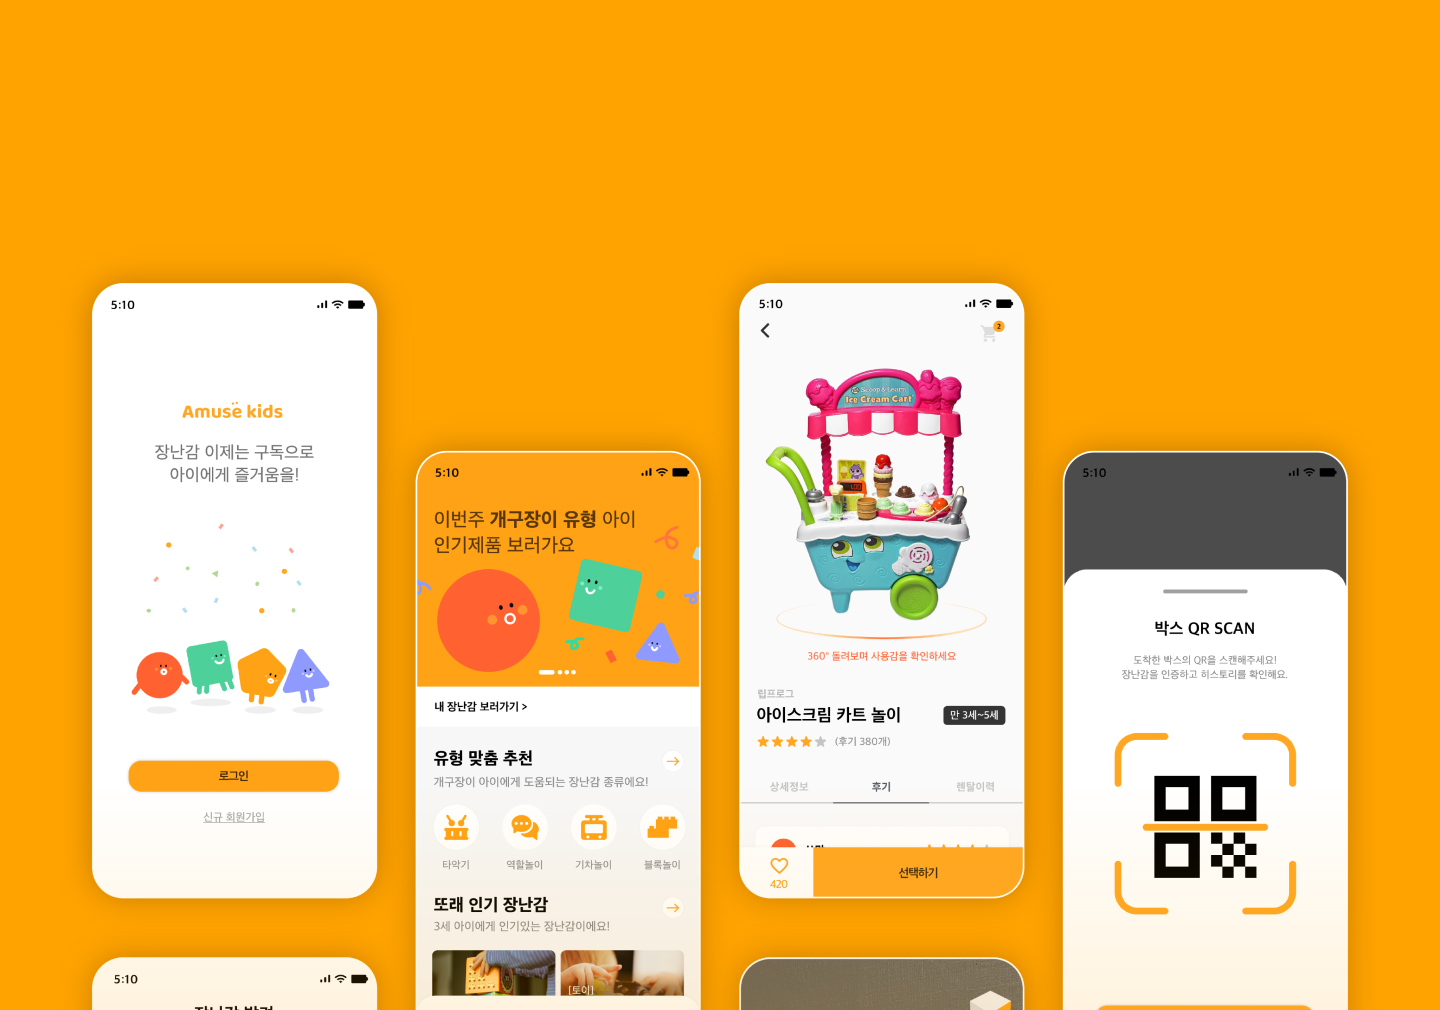 5:10
Amuse kids
장난감 이제는 구독으로
아이에게 즐거움을!
로그인
신규 회원가입
5:10
이번주 개구장이 유형 아이
인기제품 보러가요
내 장난감 보러가기 >
유형 맞춤 추천
개구장이 아이에게 도움되는 장난감 종류에요!
타악기
역할놀이
기차놀이
블록놀이
또래 인기 장난감
3세 아이에게 인기있는 장난감이에요!
[토이]
5:10
2
Scoop & Learn
Ice Cream Cart
360° 돌려보며 사용감을 확인하세요
립프로그
아이스크림 카트 놀이
만 3세~5세
(후기 380개)
상세정보
후기
렌탈이력
420
선택하기
5:10
박스 QR SCAN
도착한 박스의 QR을 스캔해주세요!
장난감을 인증하고 히스토리를 확인해요.
5:10